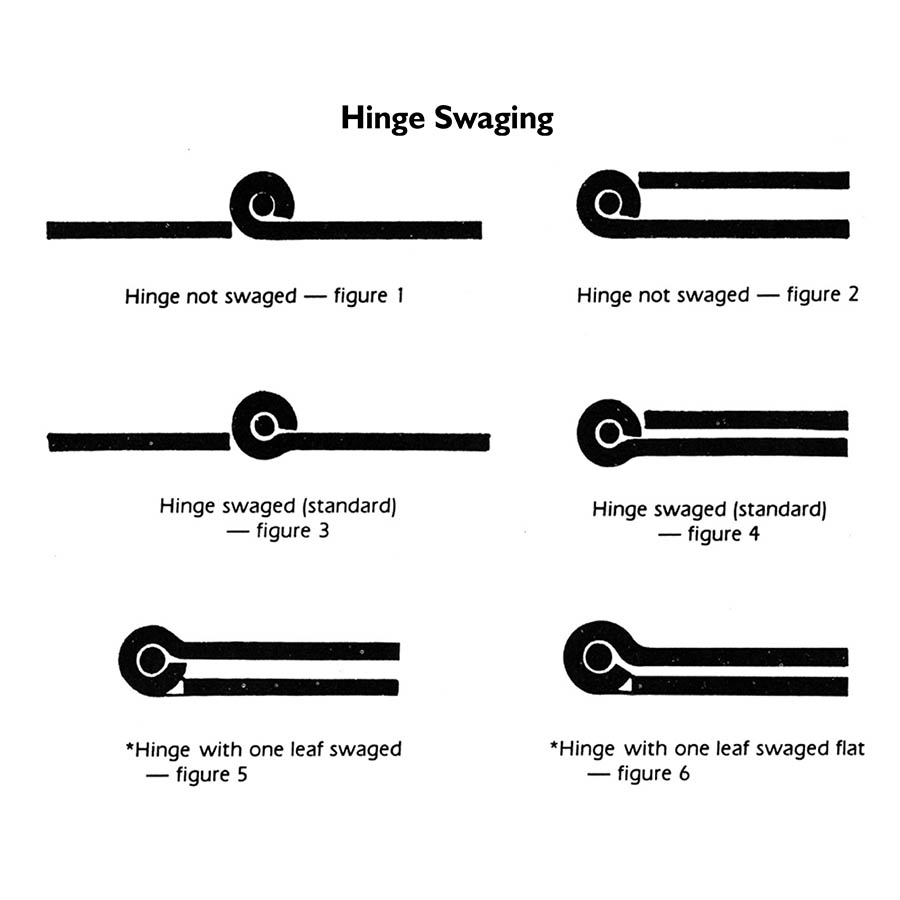 Hinge Swaging
Hinge not swaged — figure 1
Hinge not swaged — figure 2
Hinge swaged (standard)
— figure 3
Hinge swaged (standard)
— figure 4
*Hinge with one leaf swaged
— figure 5
*Hinge with one leaf swaged flat
— figure 6